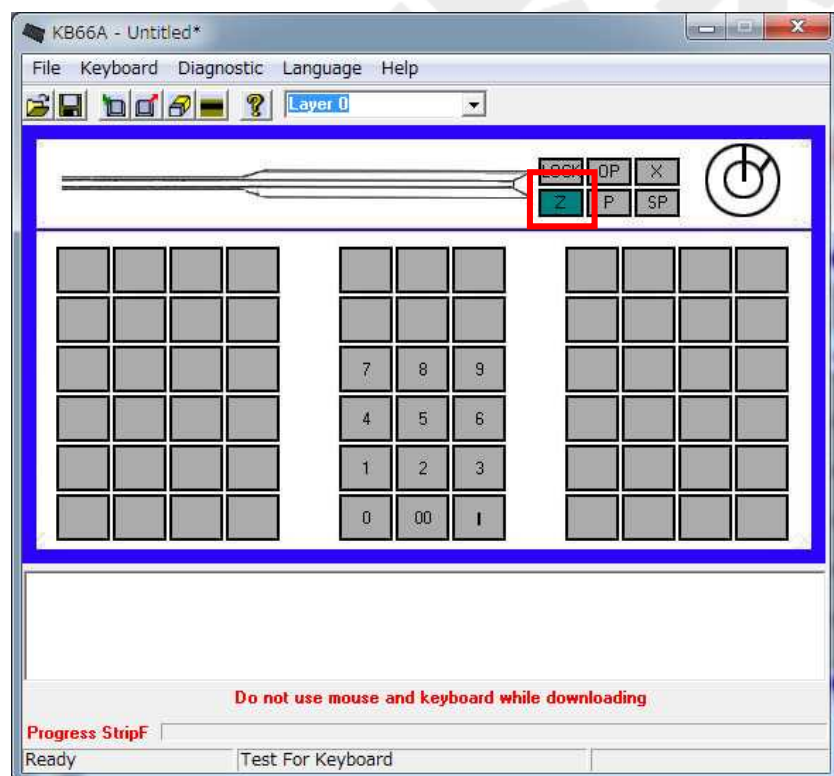 KB66A - Untitled*
File Keyboard Diagnostic Language Help
Layer 0
LOCK OP X
Z P SP
7 8 9
4 5 6
1 2 3
0 00
Do not use mouse and keyboard while downloading
Progress StripF
Ready Test For Keyboard